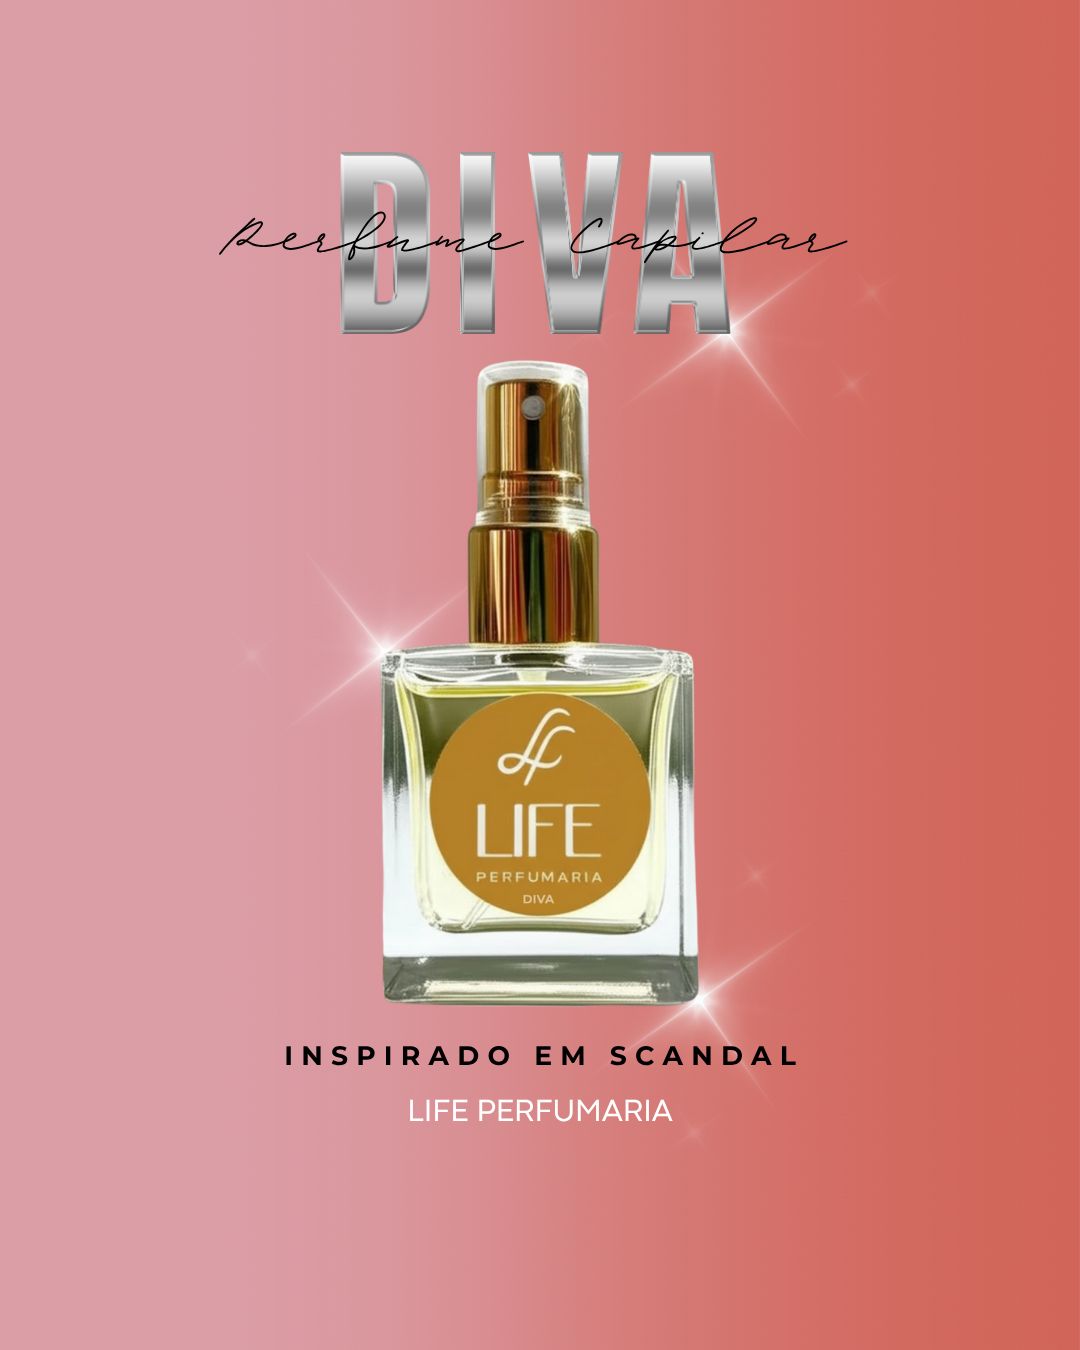 DIVA
Perfume Capilar
LIFE
PERFUMARIA
DIVA
INSPIRADO EM SCANDAL
LIFE PERFUMARIA